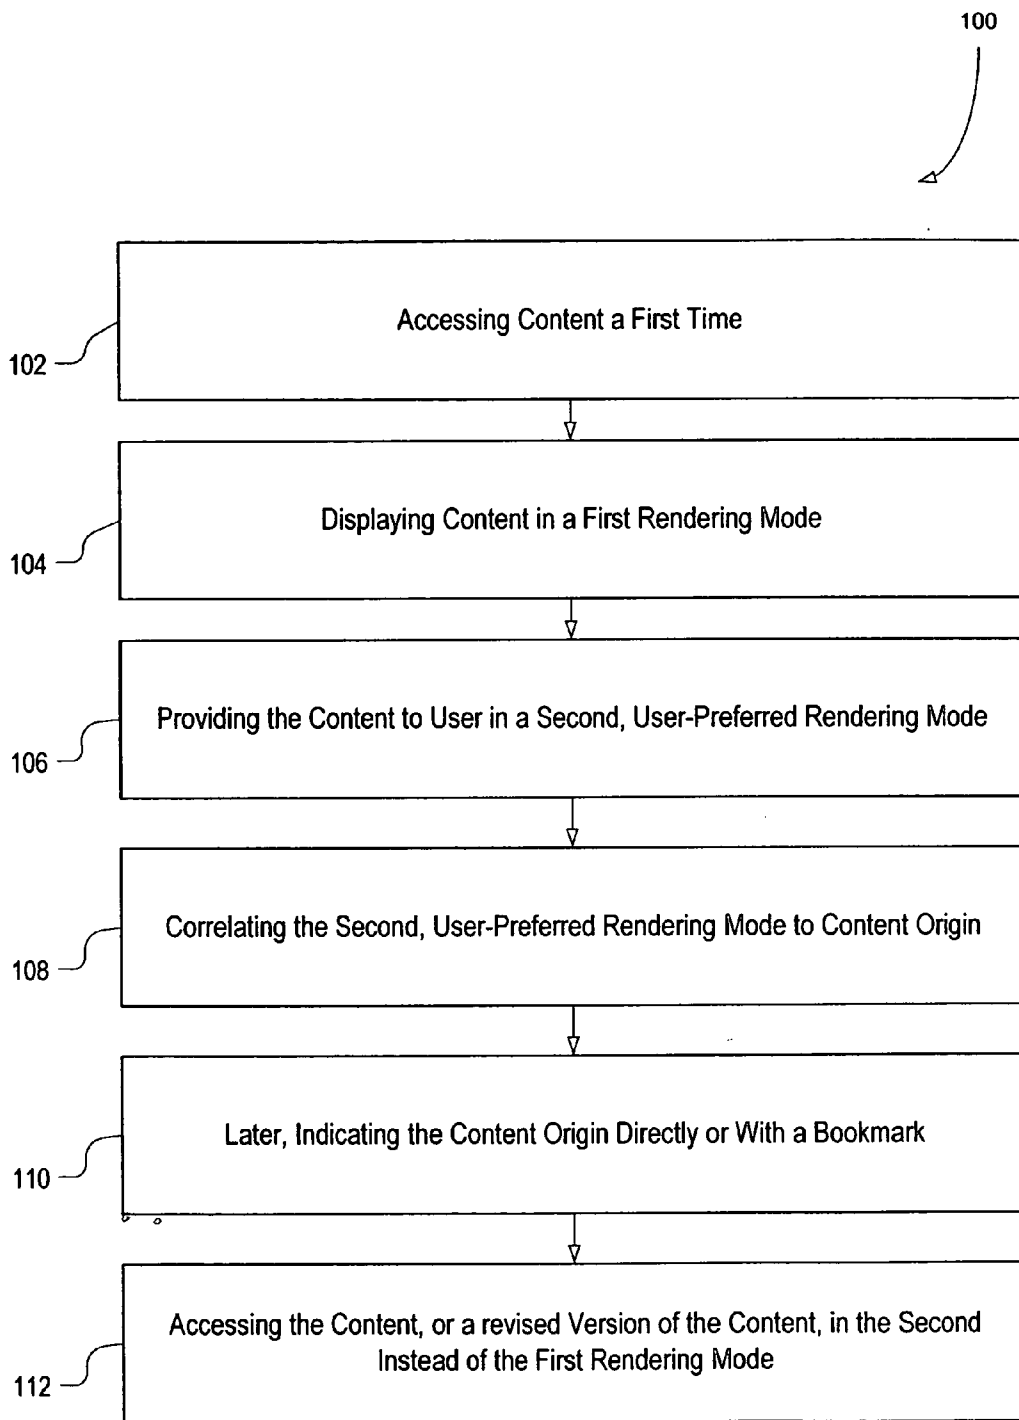 100
Accessing Content a First Time
102
Displaying Content in a First Rendering Mode
104
Providing the Content to User in a Second, User-Preferred Rendering Mode
106
Correlating the Second, User-Preferred Rendering Mode to Content Origin
108
Later, Indicating the Content Origin Directly or With a Bookmark
110
Accessing the Content, or a revised Version of the Content, in the Second
Instead of the First Rendering Mode
112